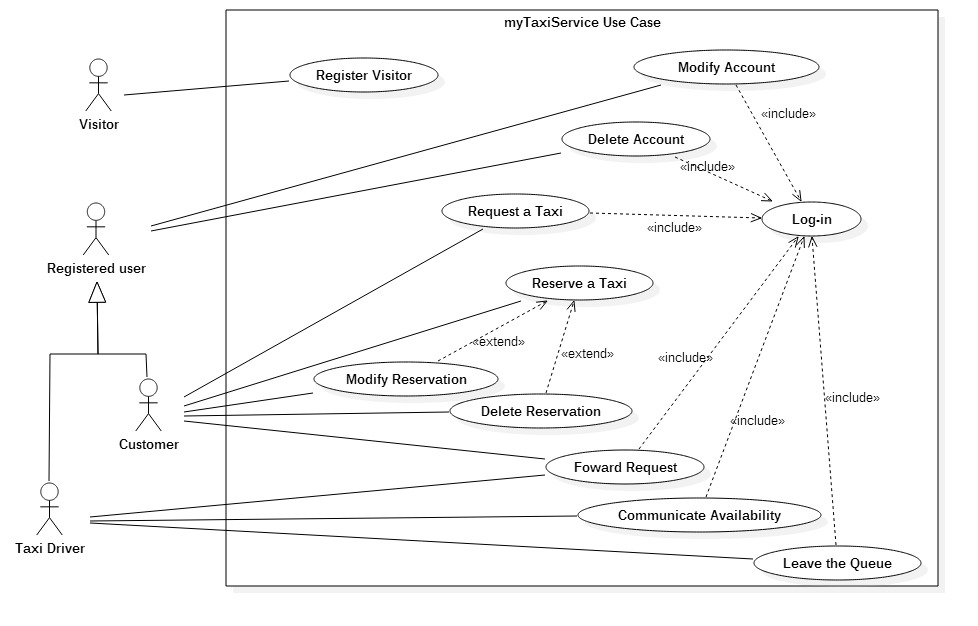 myTaxiService Use Case
Register Visitor
Modify Account
Visitor
«include»
Delete Account
«include»
Request a Taxi
Log-in
«include»
Registered user
Reserve a Taxi
«extend»
«extend»
«include»
Modify Reservation
Delete Reservation
«include»
«include»
Customer
Foward Request
Communicate Availability
Taxi Driver
Leave the Queue